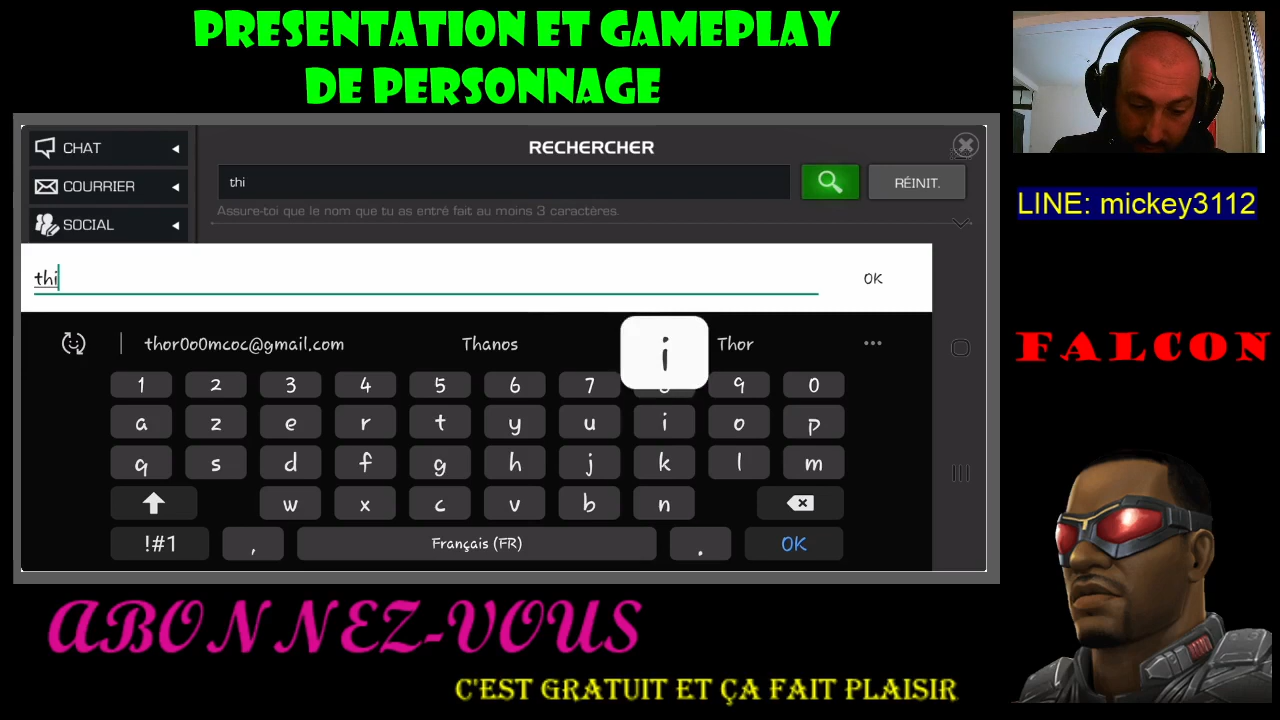 PRESENTATION ET GAMEPLAY
DE PERSONNAGE
CHAT
COURRIER
SOCIAL
RECHERCHER
thi
RÉINIT.
Assure-toi que le nom que tu as entré fait au moins 3 caractères.
thi
OK
thor0o0mcoc@gmail.com
Thanos
i
Thor
1 2 3 4 5 6 7 8 9 0
a z e r t y u i o p
q s d f g h j k l m
w x c v b n
!#1 , Français (FR) . OK
LINE: mickey3112
FALCON
ABONNEZ-VOUS
C'EST GRATUIT ET ÇA FAIT PLAISIR